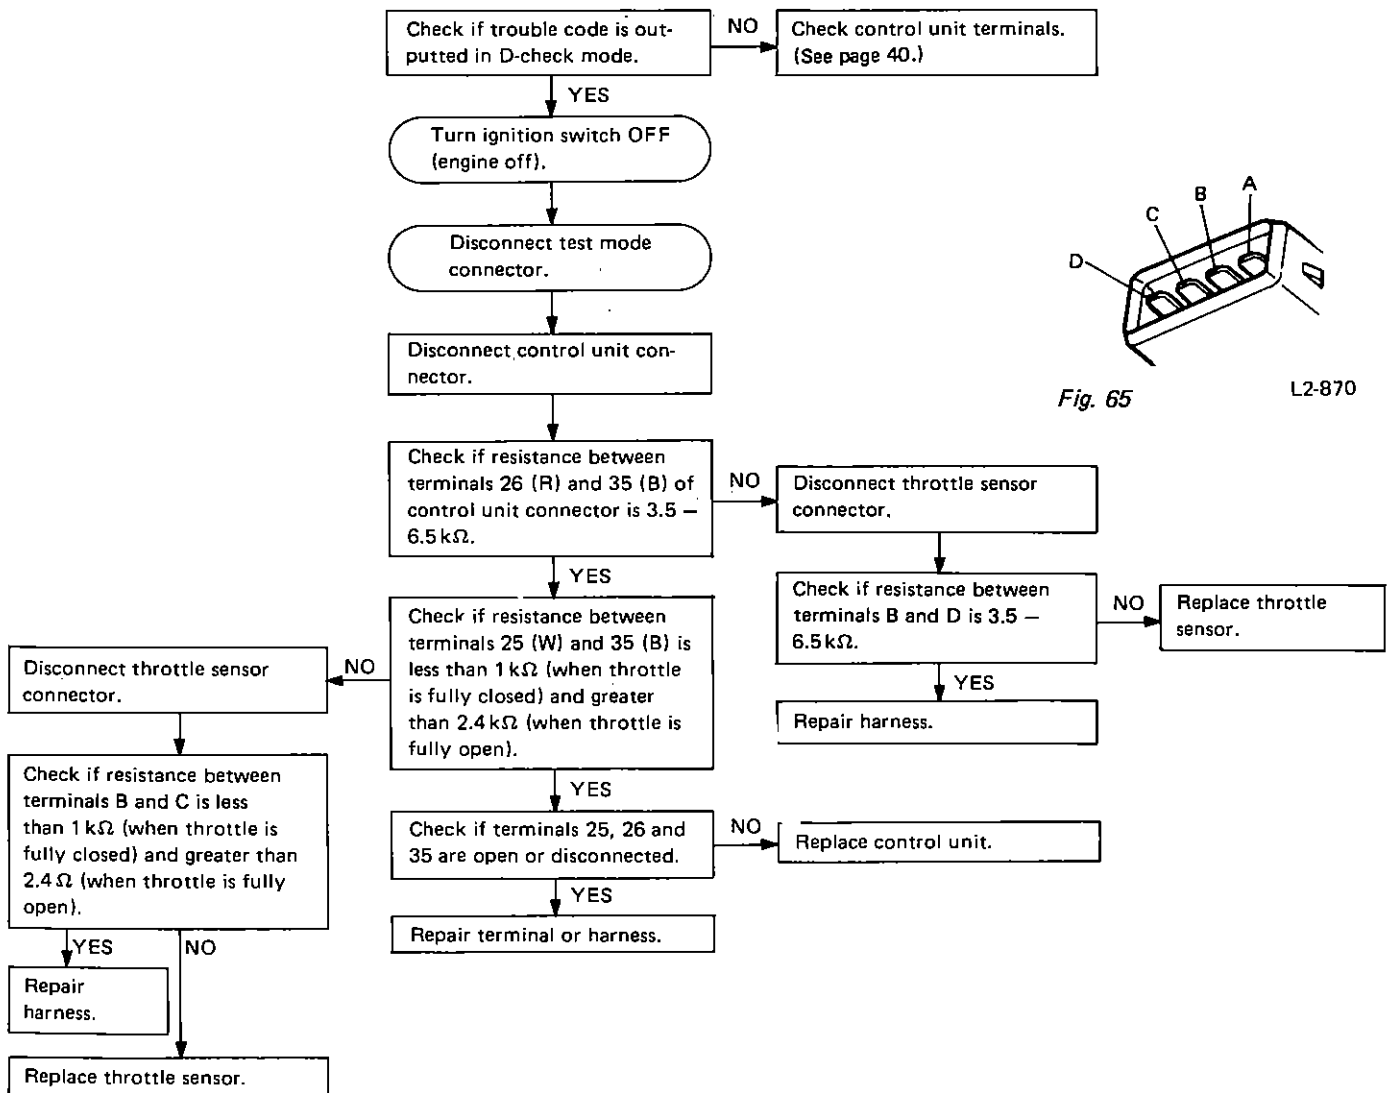 Check if trouble code is out-
putted in D-check mode.
NO
Check control unit terminals.
(See page 40.)
YES
Turn ignition switch OFF
(engine off).
Disconnect test mode
connector.
Disconnect control unit con-
nector.
A
B
C
D
Fig. 65
L2-870
Check if resistance between
terminals 26 (R) and 35 (B) of
control unit connector is 3.5 –
6.5 kΩ.
NO
Disconnect throttle sensor
connector.
YES
Check if resistance between
terminals B and D is 3.5 –
6.5 kΩ.
NO
Replace throttle
sensor.
YES
Repair harness.
Check if resistance between
terminals 25 (W) and 35 (B) is
less than 1 kΩ (when throttle
is fully closed) and greater
than 2.4 kΩ (when throttle is
fully open).
NO
Disconnect throttle sensor
connector.
Check if resistance between
terminals B and C is less
than 1 kΩ (when throttle is
fully closed) and greater than
2.4 Ω (when throttle is fully
open).
YES
NO
Repair
harness.
Replace throttle sensor.
YES
Check if terminals 25, 26 and
35 are open or disconnected.
NO
Replace control unit.
YES
Repair terminal or harness.